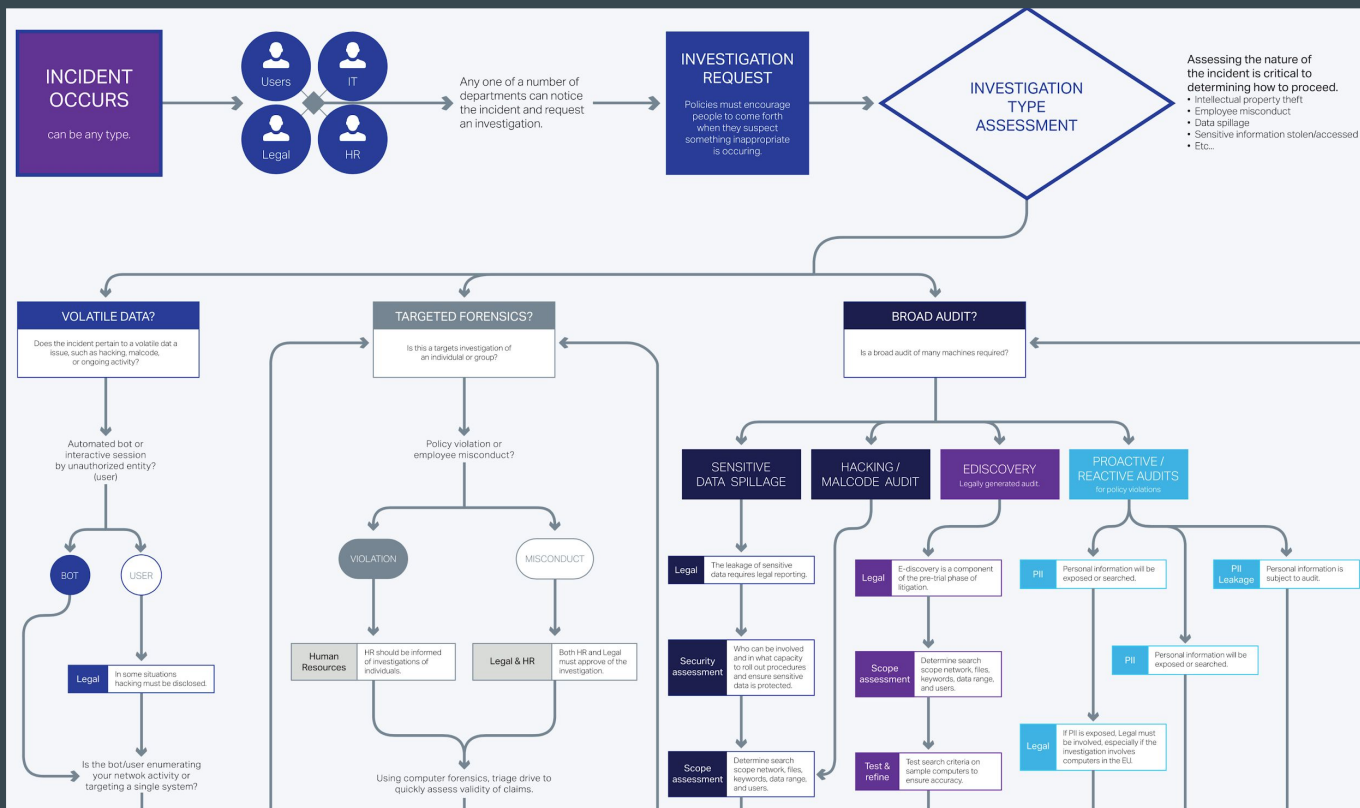 INCIDENT
OCCURS
can be any type.
Users
IT
Legal
HR
Any one of a number of
departments can notice
the incident and request
an investigation.
INVESTIGATION
REQUEST
Policies must encourage
people to come forth
when they suspect
something inappropriate
is occuring.
INVESTIGATION
TYPE
ASSESSMENT
Assessing the nature of
the incident is critical to
determining how to proceed.
• Intellectual property theft
• Employee misconduct
• Data spillage
• Sensitive information stolen/accessed
• Etc...
VOLATILE DATA?
Does the incident pertain to a volatile dat a
issue, such as hacking, malcode,
or ongoing activity?
TARGETED FORENSICS?
Is this a targets investigation of
an individulal or group?
BROAD AUDIT?
Is a broad audit of many machines required?
Automated bot or
interactive session
by unauthorized entity?
(user)
BOT
USER
Legal
In some situations
hacking must be disclosed.
Is the bot/user enumerating
your netwok activity or
targeting a single system?
Policy violation or
employee misconduct?
VIOLATION
MISCONDUCT
Human
Resources
HR should be informed
of investigations of
individuals.
Legal & HR
Both HR and Legal
must approve of the
investigation.
Using computer forensics, triage drive to
quickly assess validity of claims.
SENSITIVE
DATA SPILLAGE
HACKING /
MALCODE AUDIT
EDISCOVERY
Legally generated audit.
PROACTIVE /
REACTIVE AUDITS
for policy violations
Legal
The leakage of sensitive
data requires legal reporting.
Security
assessment
Who can be involved
and in what capacity
to roll out procedures
and ensure sensitive
data is protected.
Scope
assessment
Determine search
scope network, files,
keywords, data range,
and users.
Legal
E-discovery is a component
of the pre-trial phase of
litigation.
Scope
assessment
Determine search
scope network, files,
keywords, data range,
and users.
Test &
refine
Test search criteria on
sample computers to
ensure accuracy.
PII
Personal information will be
exposed or searched.
PII
Leakage
Personal information is
subject to audit.
PII
Personal information will be
exposed or searched.
Legal
If PII is exposed, Legal must
be involved, especially if the
investigation involves
computers in the EU.